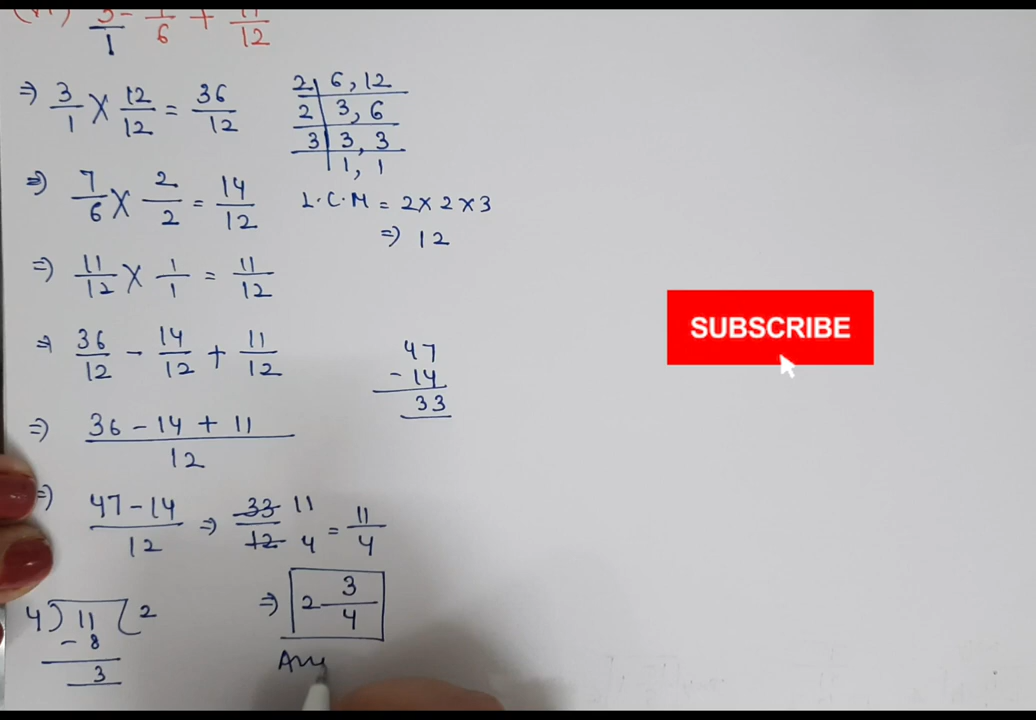 3/1 - 7/6 + 11/12
⇒ 3/1 × 12/12 = 36/12
2 | 6, 12
2 | 3, 6
3 | 3, 3
1, 1
⇒ 7/6 × 2/2 = 14/12
L.C.M = 2×2×3
⇒ 12
⇒ 11/12 × 1/1 = 11/12
⇒ 36/12 - 14/12 + 11/12
47
- 14
33
⇒ 36 - 14 + 11 / 12
⇒ 47 - 14 / 12 ⇒ 33/12 11/4 = 11/4
⇒ 2 3/4
4) 11 (2
- 8
3
SUBSCRIBE